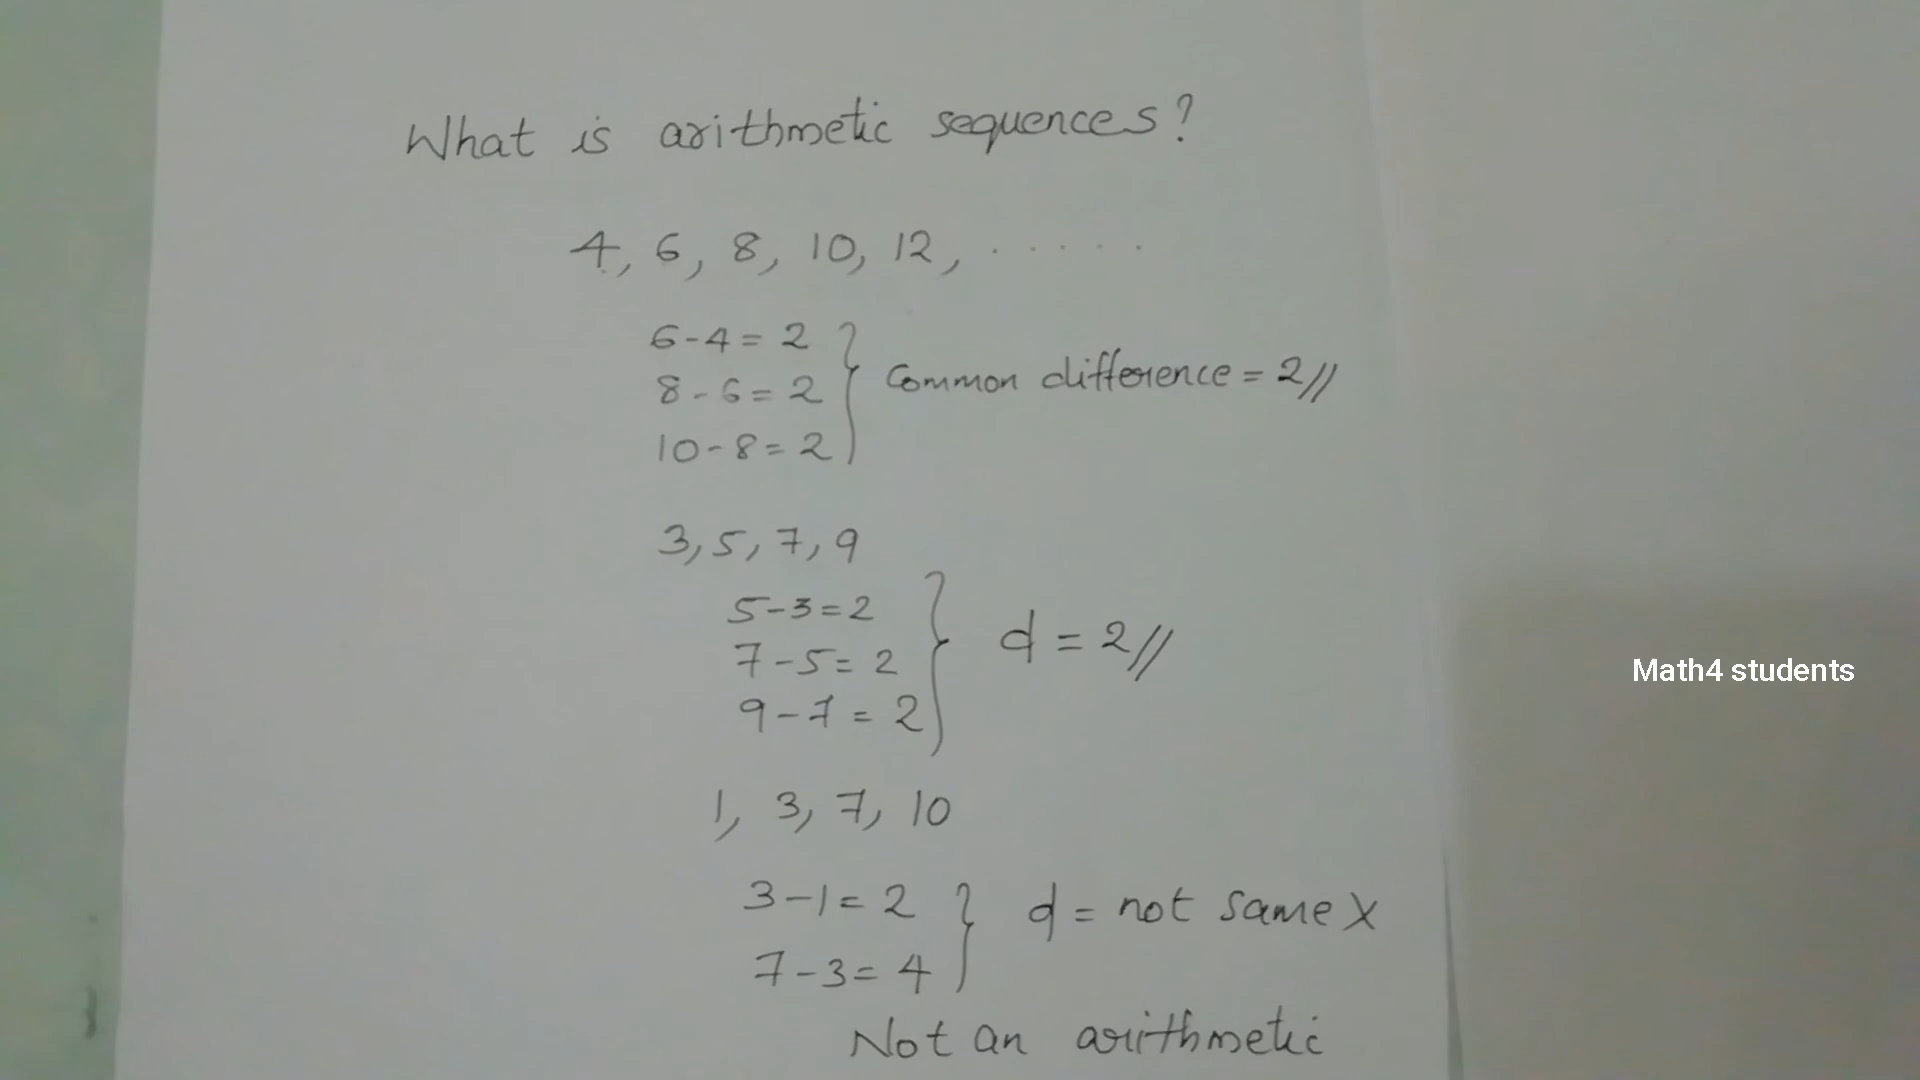 What is arithmetic sequences?
4, 6, 8, 10, 12, . . . . .
6-4= 2
8-6=2
10-8=2
Common difference = 2//
3, 5, 7, 9
5-3=2
7-5= 2
9-7 = 2
d = 2//
1, 3, 7, 10
3-1= 2
7-3= 4
d = not same X
Not an arithmetic
Math4 students